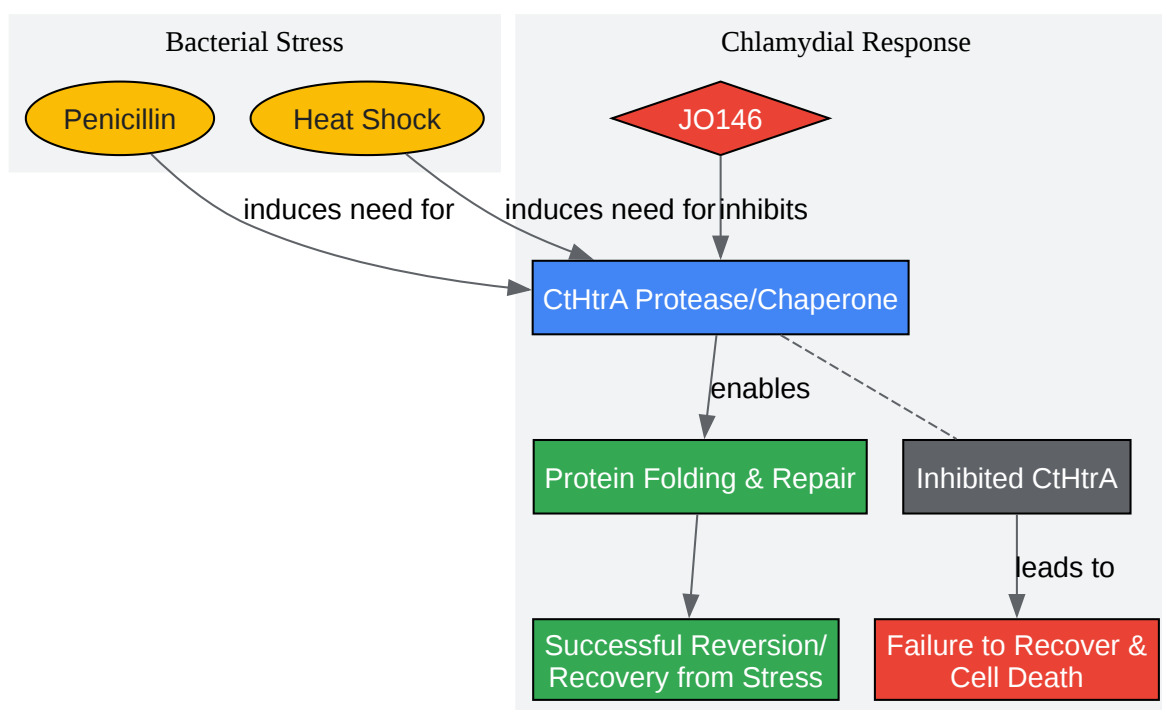 Bacterial Stress
Chlamydial Response
Penicillin
Heat Shock
JO146
induces need for
induces need for
inhibits
CtHtrA Protease/Chaperone
enables
Protein Folding & Repair
Inhibited CtHtrA
leads to
Successful Reversion/
Recovery from Stress
Failure to Recover &
Cell Death